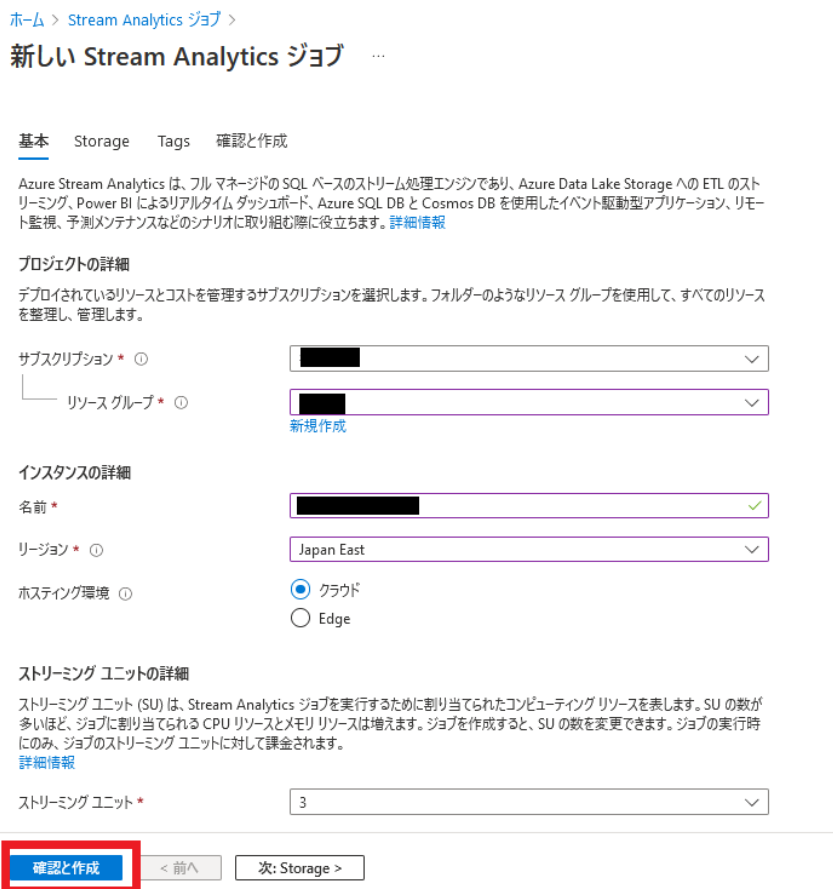 ホーム > Stream Analytics ジョブ >
新しい Stream Analytics ジョブ ...
基本 Storage Tags 確認と作成
Azure Stream Analytics は、フル マネージドの SQL ベースのストリーム処理エンジンであり、Azure Data Lake Storage への ETL のスト
リーミング、Power BI によるリアルタイム ダッシュボード、Azure SQL DB と Cosmos DB を使用したイベント駆動型アプリケーション、リモー
ト監視、予測メンテナンスなどのシナリオに取り組む際に役立ちます。詳細情報
プロジェクトの詳細
デプロイされているリソースとコストを管理するサブスクリプションを選択します。フォルダーのようなリソース グループを使用して、すべてのリソース
を整理し、管理します。
サブスクリプション *
リソース グループ *
新規作成
インスタンスの詳細
名前 *
リージョン * Japan East
ホスティング環境 クラウド
Edge
ストリーミング ユニットの詳細
ストリーミング ユニット (SU) は、Stream Analytics ジョブを実行するために割り当てられたコンピューティング リソースを表します。SU の数が
多いほど、ジョブに割り当てられる CPU リソースとメモリ リソースは増えます。ジョブを作成すると、SU の数を変更できます。ジョブの実行時
にのみ、ジョブのストリーミング ユニットに対して課金されます。
詳細情報
ストリーミング ユニット * 3
確認と作成 < 前へ 次: Storage >